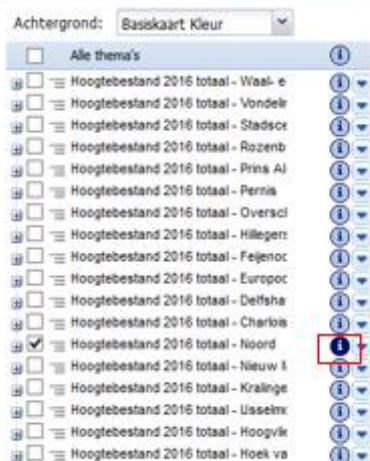 Achtergrond: Basiskaart Kleur
Alle thema's
Hoogtebestand 2016 totaal - Waal- e
Hoogtebestand 2016 totaal - Vondelir
Hoogtebestand 2016 totaal - Stadsce
Hoogtebestand 2016 totaal - Rozenb
Hoogtebestand 2016 totaal - Prins Al
Hoogtebestand 2016 totaal - Pernis
Hoogtebestand 2016 totaal - Overscl
Hoogtebestand 2016 totaal - Hillegers
Hoogtebestand 2016 totaal - Feijenoc
Hoogtebestand 2016 totaal - Europoc
Hoogtebestand 2016 totaal - Delfsha
Hoogtebestand 2016 totaal - Charlois
Hoogtebestand 2016 totaal - Noord
Hoogtebestand 2016 totaal - Nieuw
Hoogtebestand 2016 totaal - Kralinge
Hoogtebestand 2016 totaal - IJsselm
Hoogtebestand 2016 totaal - Hoogvlie
Hoogtebestand 2016 totaal - Hoek va